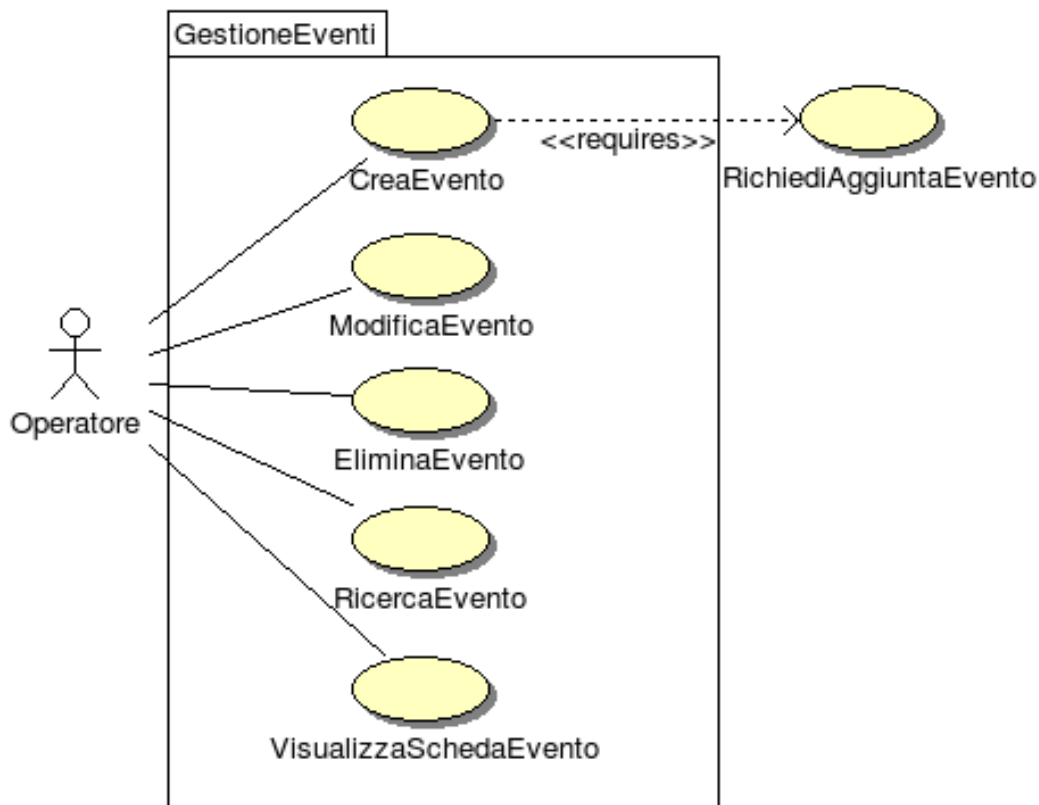 GestioneEventi
CreaEvento
<<requires>>
RichiediAggiuntaEvento
ModificaEvento
Operatore
EliminaEvento
RicercaEvento
VisualizzaSchedaEvento